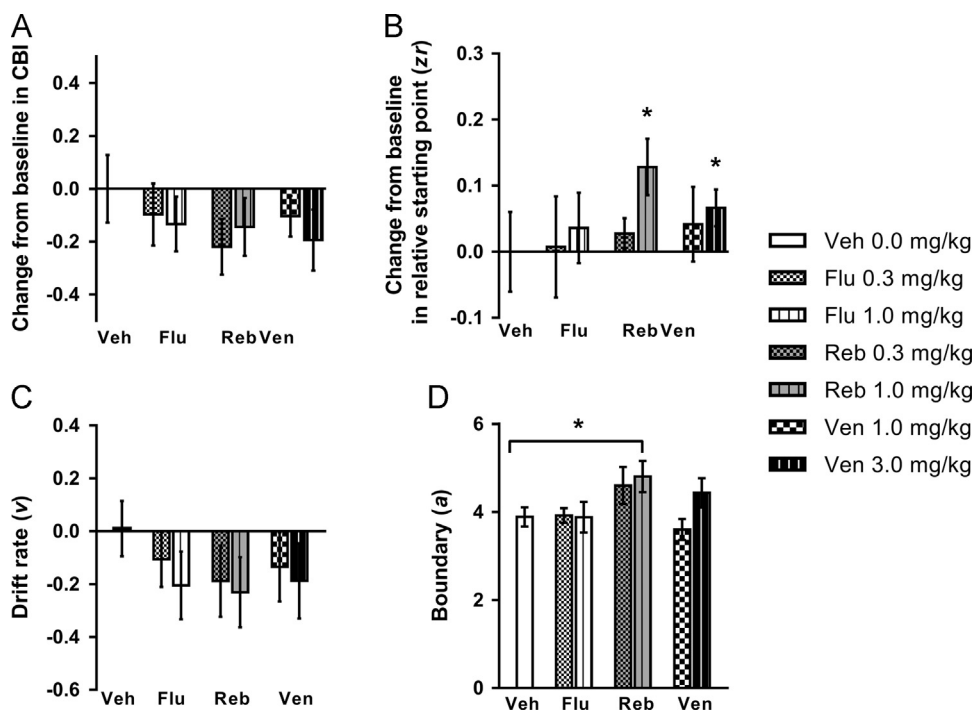 A
Change from baseline in CBI
0.4
0.2
0.0
-0.2
-0.4
Veh Flu Reb Ven
B
Change from baseline
in relative starting point (zr)
0.3
0.2
0.1
0.0
-0.1
*
*
Veh Flu Reb Ven
C
Drift rate (v)
0.4
0.2
0.0
-0.2
-0.4
-0.6
Veh Flu Reb Ven
D
Boundary (a)
6
4
2
0
*
Veh Flu Reb Ven
Veh 0.0 mg/kg
Flu 0.3 mg/kg
Flu 1.0 mg/kg
Reb 0.3 mg/kg
Reb 1.0 mg/kg
Ven 1.0 mg/kg
Ven 3.0 mg/kg